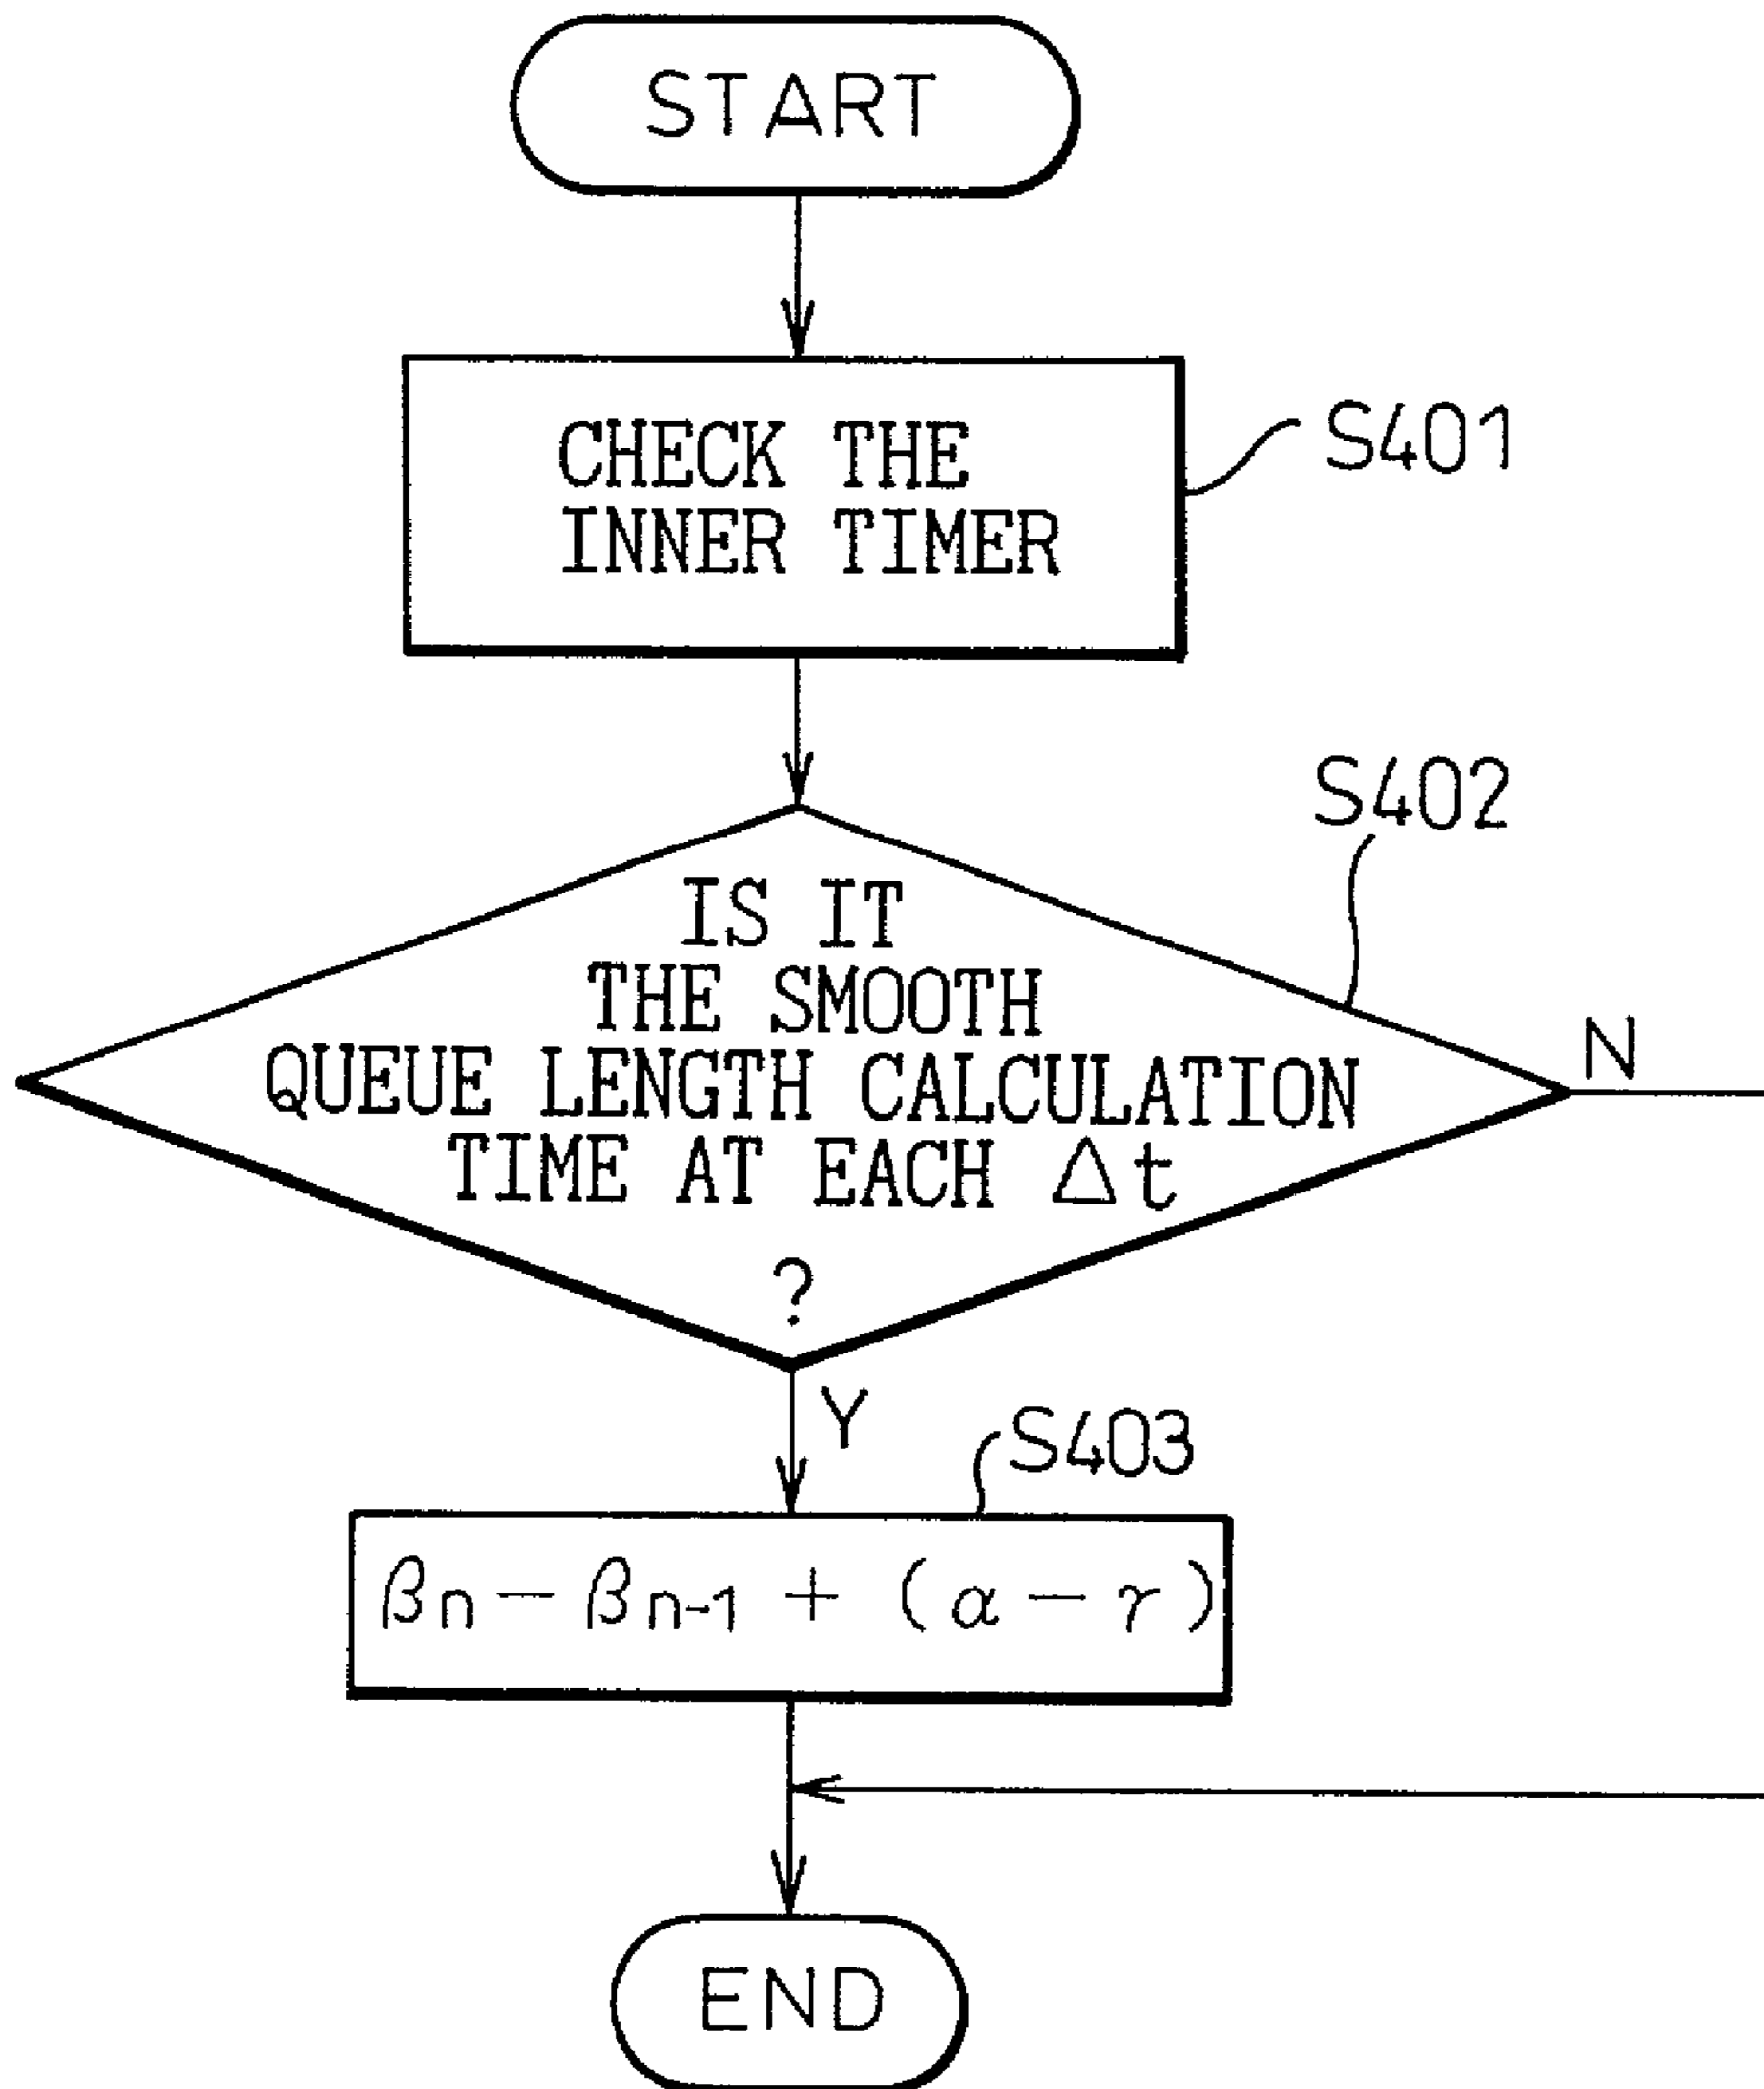 START
CHECK THE
INNER TIMER
S401
S402
IS IT
THE SMOOTH
QUEUE LENGTH CALCULATION
TIME AT EACH Δt
?
N
Y
S403
βn − βn-1 + (α − γ)
END